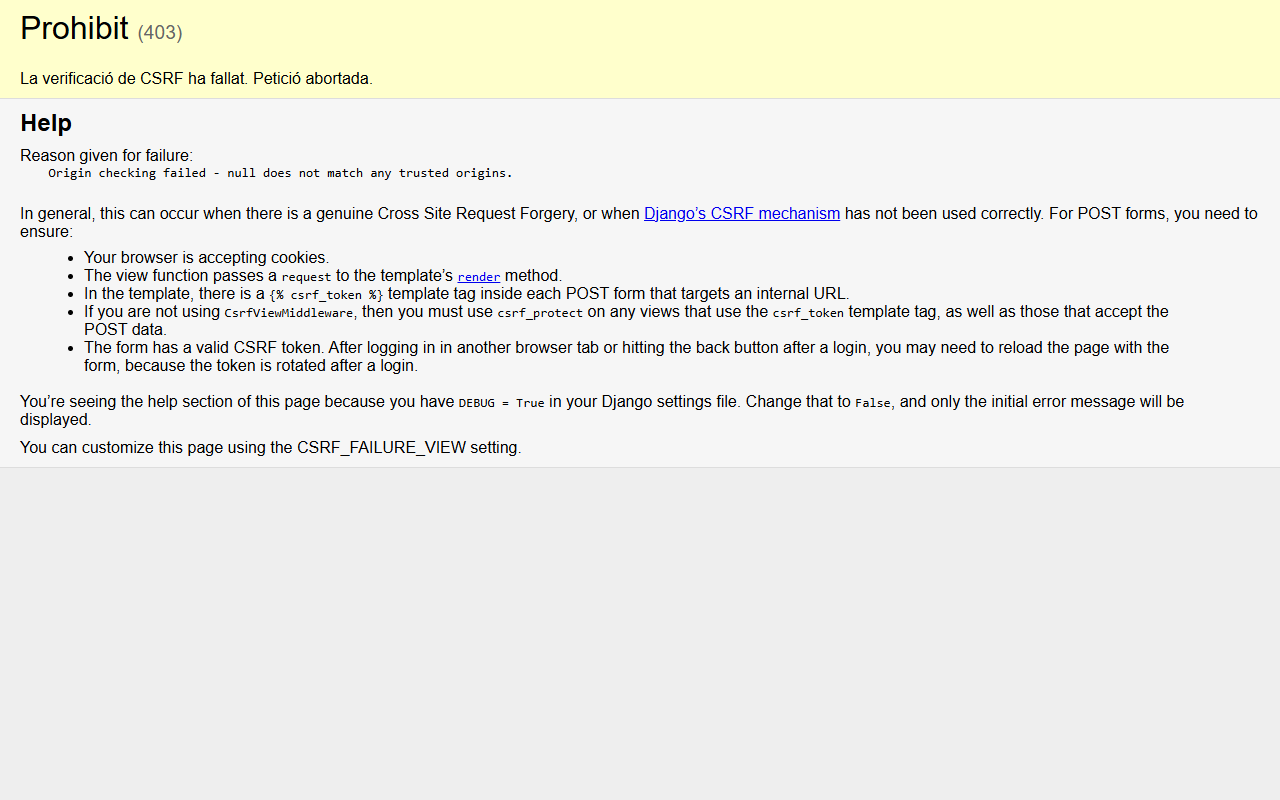 Prohibit (403)
La verificació de CSRF ha fallat. Petició abortada.
Help
Reason given for failure:
Origin checking failed - null does not match any trusted origins.
In general, this can occur when there is a genuine Cross Site Request Forgery, or when Django’s CSRF mechanism has not been used correctly. For POST forms, you need to
ensure:
• Your browser is accepting cookies.
• The view function passes a request to the template’s render method.
• In the template, there is a {% csrf_token %} template tag inside each POST form that targets an internal URL.
• If you are not using CsrfViewMiddleware, then you must use csrf_protect on any views that use the csrf_token template tag, as well as those that accept the
POST data.
• The form has a valid CSRF token. After logging in in another browser tab or hitting the back button after a login, you may need to reload the page with the
form, because the token is rotated after a login.
You’re seeing the help section of this page because you have DEBUG = True in your Django settings file. Change that to False, and only the initial error message will be
displayed.
You can customize this page using the CSRF_FAILURE_VIEW setting.